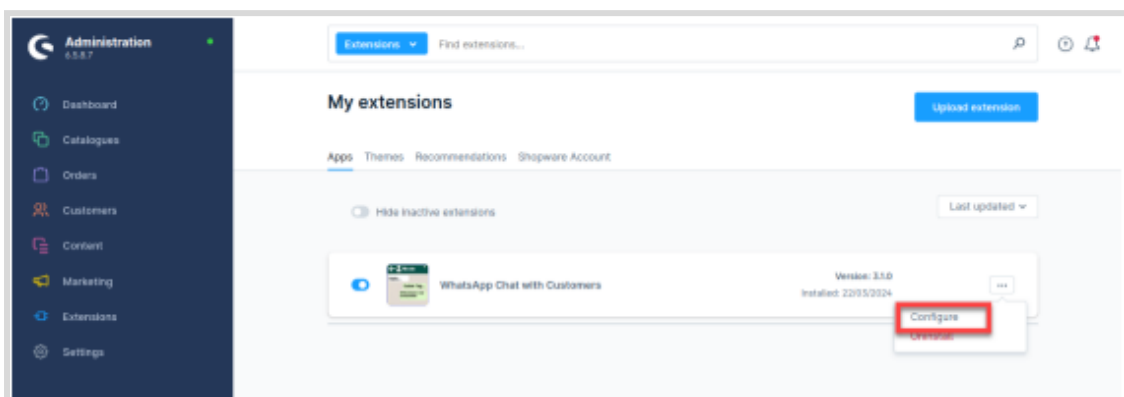 Administration
6.5.8.7
Extensions
Find extensions...
Dashboard
Catalogues
Orders
Customers
Content
Marketing
Extensions
Settings
My extensions
Upload extension
Apps Themes Recommendations Shopware Account
Hide inactive extensions
Last updated
WhatsApp Chat with Customers
Version: 3.1.0
Installed: 22/03/2024
...
Configure
Uninstall